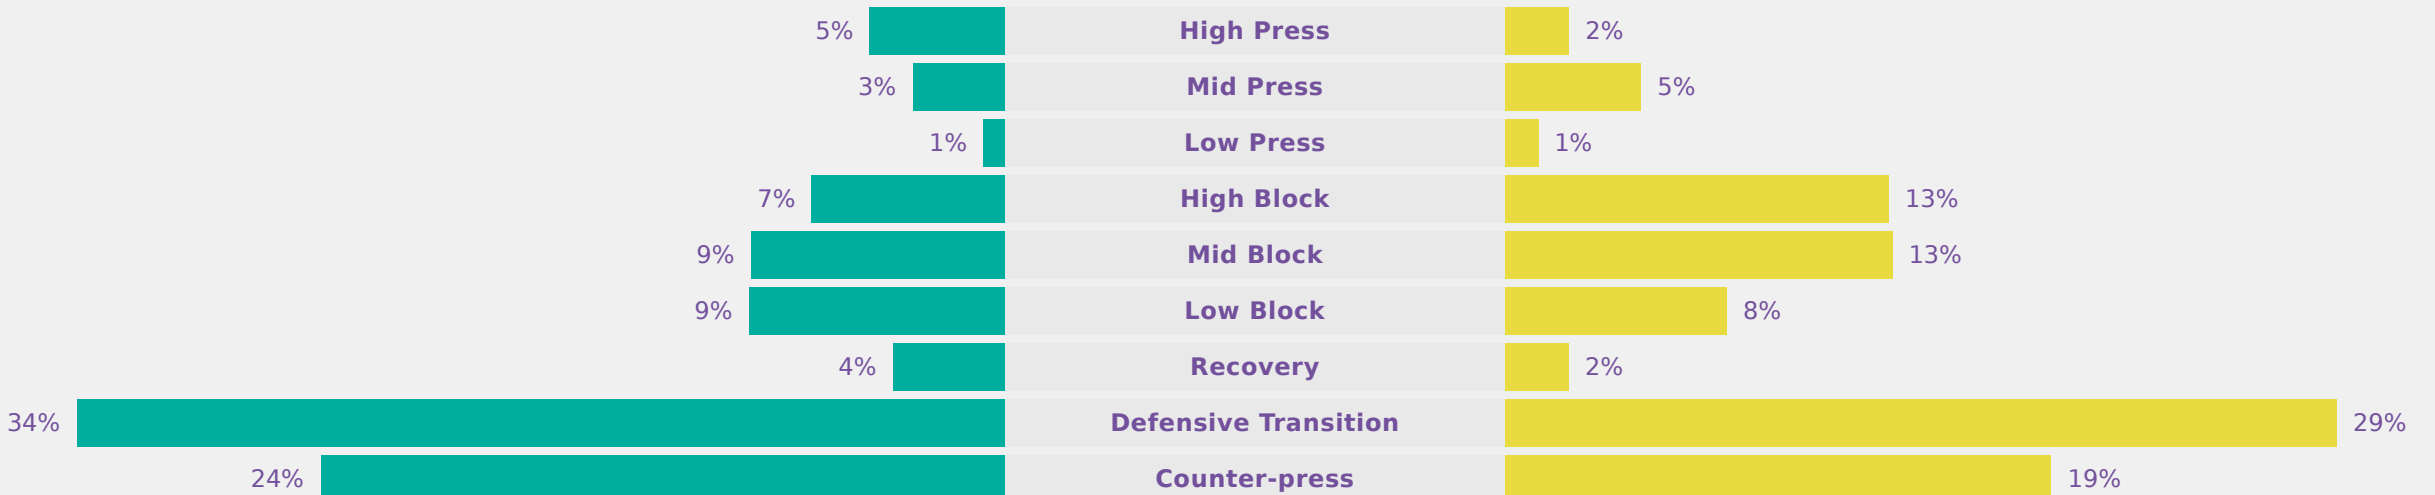 5% High Press 2%
3% Mid Press 5%
1% Low Press 1%
7% High Block 13%
9% Mid Block 13%
9% Low Block 8%
4% Recovery 2%
34% Defensive Transition 29%
24% Counter-press 19%